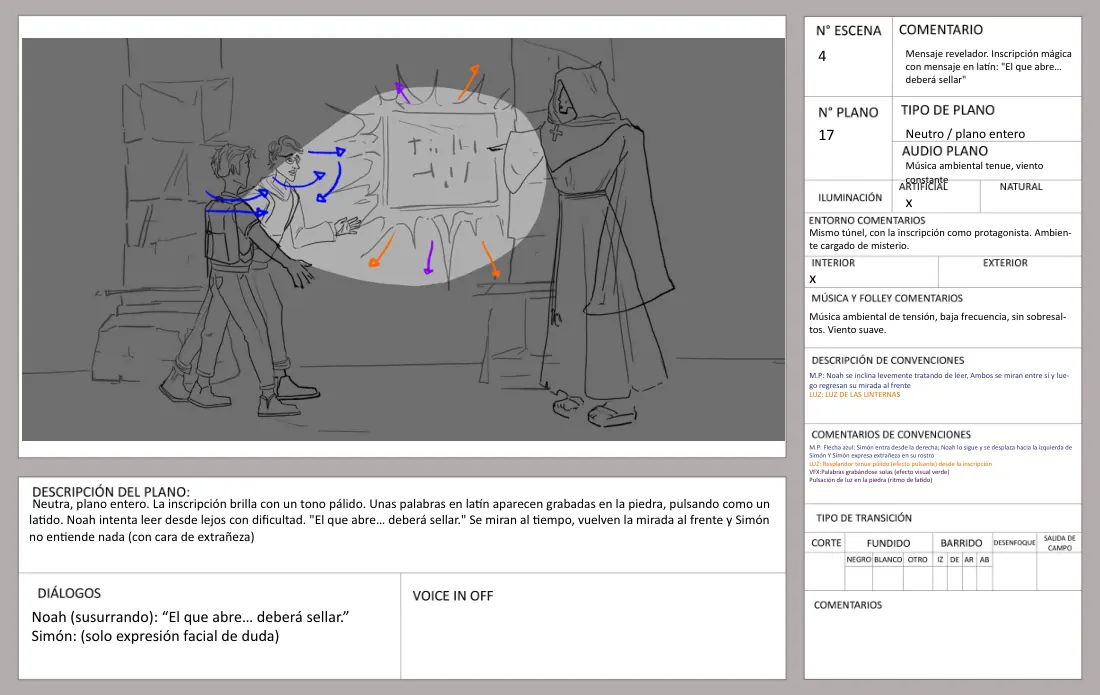 N° ESCENA
4
COMENTARIO
Mensaje revelador. Inscripción mágica
con mensaje en latín: "El que abre...
deberá sellar"
N° PLANO
17
TIPO DE PLANO
Neutro / plano entero
AUDIO PLANO
Música ambiental tenue, viento
constante
ILUMINACIÓN
ARTIFICIAL
x
NATURAL
ENTORNO COMENTARIOS
Mismo túnel, con la inscripción como protagonista. Ambien-
te cargado de misterio.
INTERIOR
x
EXTERIOR
MÚSICA Y FOLLEY COMENTARIOS
Música ambiental de tensión, baja frecuencia, sin sobresal-
tos. Viento suave.
DESCRIPCIÓN DE CONVENCIONES
M.P: Noah se inclina levemente tratando de leer, Ambos se miran entre sí y lue-
go regresan su mirada al frente
LUZ: LUZ DE LAS LINTERNAS
COMENTARIOS DE CONVENCIONES
M.P: Flecha azul: Simón entra desde la derecha; Noah lo sigue y se desplaza hacia la izquierda de
Simón Y Simón expresa extrañeza en su rostro
LUZ: Resplandor tenue pálido (efecto pulsante) desde la inscripción
VFX:Palabras grabándose solas (efecto visual verde)
Pulsación de luz en la piedra (ritmo de latido)
TIPO DE TRANSICIÓN
CORTE FUNDIDO BARRIDO DESENFOQUE SALIDA DE
CAMPO
NEGRO BLANCO OTRO IZ DE AR AB
COMENTARIOS
DESCRIPCIÓN DEL PLANO:
Neutra, plano entero. La inscripción brilla con un tono pálido. Unas palabras en latín aparecen grabadas en la piedra, pulsando como un
latido. Noah intenta leer desde lejos con dificultad. "El que abre... deberá sellar." Se miran al tiempo, vuelven la mirada al frente y Simón
no entiende nada (con cara de extrañeza)
DIÁLOGOS
Noah (susurrando): “El que abre... deberá sellar.”
Simón: (solo expresión facial de duda)
VOICE IN OFF